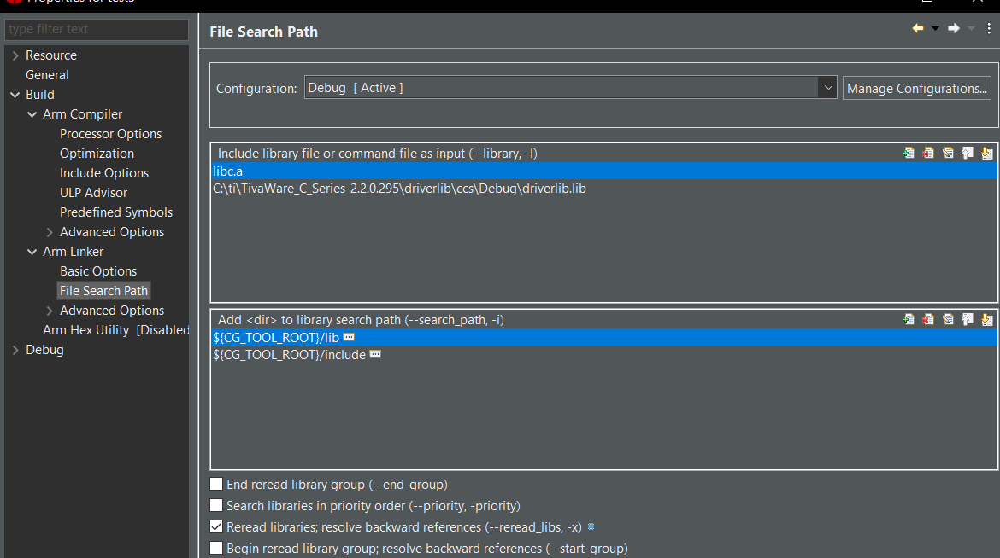 Properties for tests
type filter text
Resource
General
Build
Arm Compiler
Processor Options
Optimization
Include Options
ULP Advisor
Predefined Symbols
Advanced Options
Arm Linker
Basic Options
File Search Path
Advanced Options
Arm Hex Utility [Disabled
Debug
File Search Path
Configuration:
Debug [ Active ]
Manage Configurations...
Include library file or command file as input (--library, -l)
libc.a
C:\ti\TivaWare_C_Series-2.2.0.295\driverlib\ccs\Debug\driverlib.lib
Add <dir> to library search path (--search_path, -i)
${CG_TOOL_ROOT}/lib
${CG_TOOL_ROOT}/include
End reread library group (--end-group)
Search libraries in priority order (--priority, -priority)
Reread libraries; resolve backward references (--reread_libs, -x)
Begin reread library group; resolve backward references (--start-group)